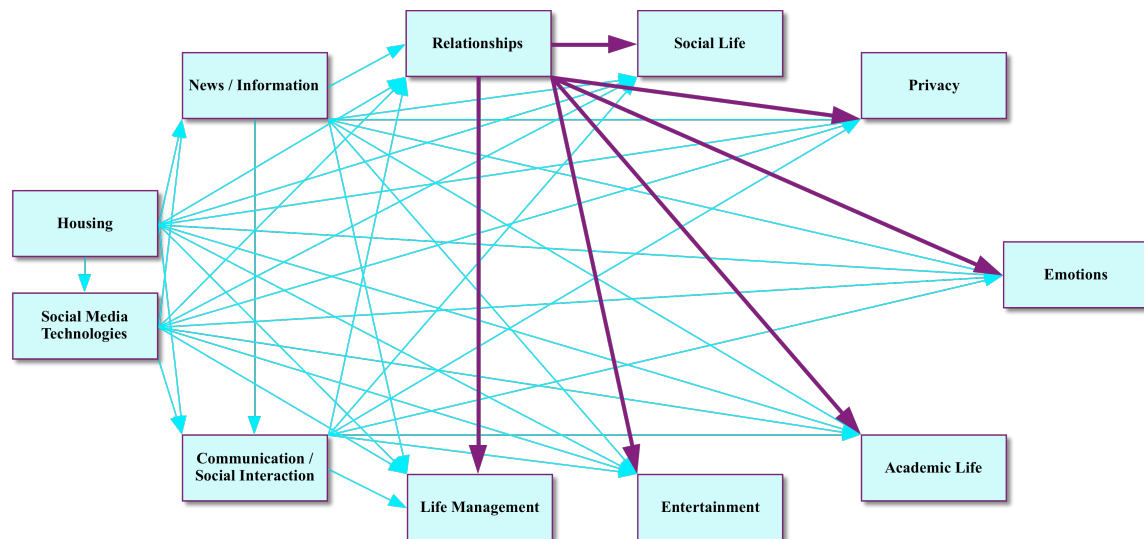 Relationships
Social Life
News / Information
Privacy
Housing
Emotions
Social Media
Technologies
Communication /
Social Interaction
Academic Life
Life Management
Entertainment